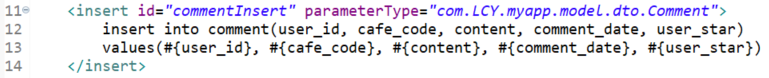 11 <insert id="commentInsert" parameterType="com.LCY.myapp.model.dto.Comment">
12 insert into comment(user_id, cafe_code, content, comment_date, user_star)
13 values(#{user_id}, #{cafe_code}, #{content}, #{comment_date}, #{user_star})
14 </insert>